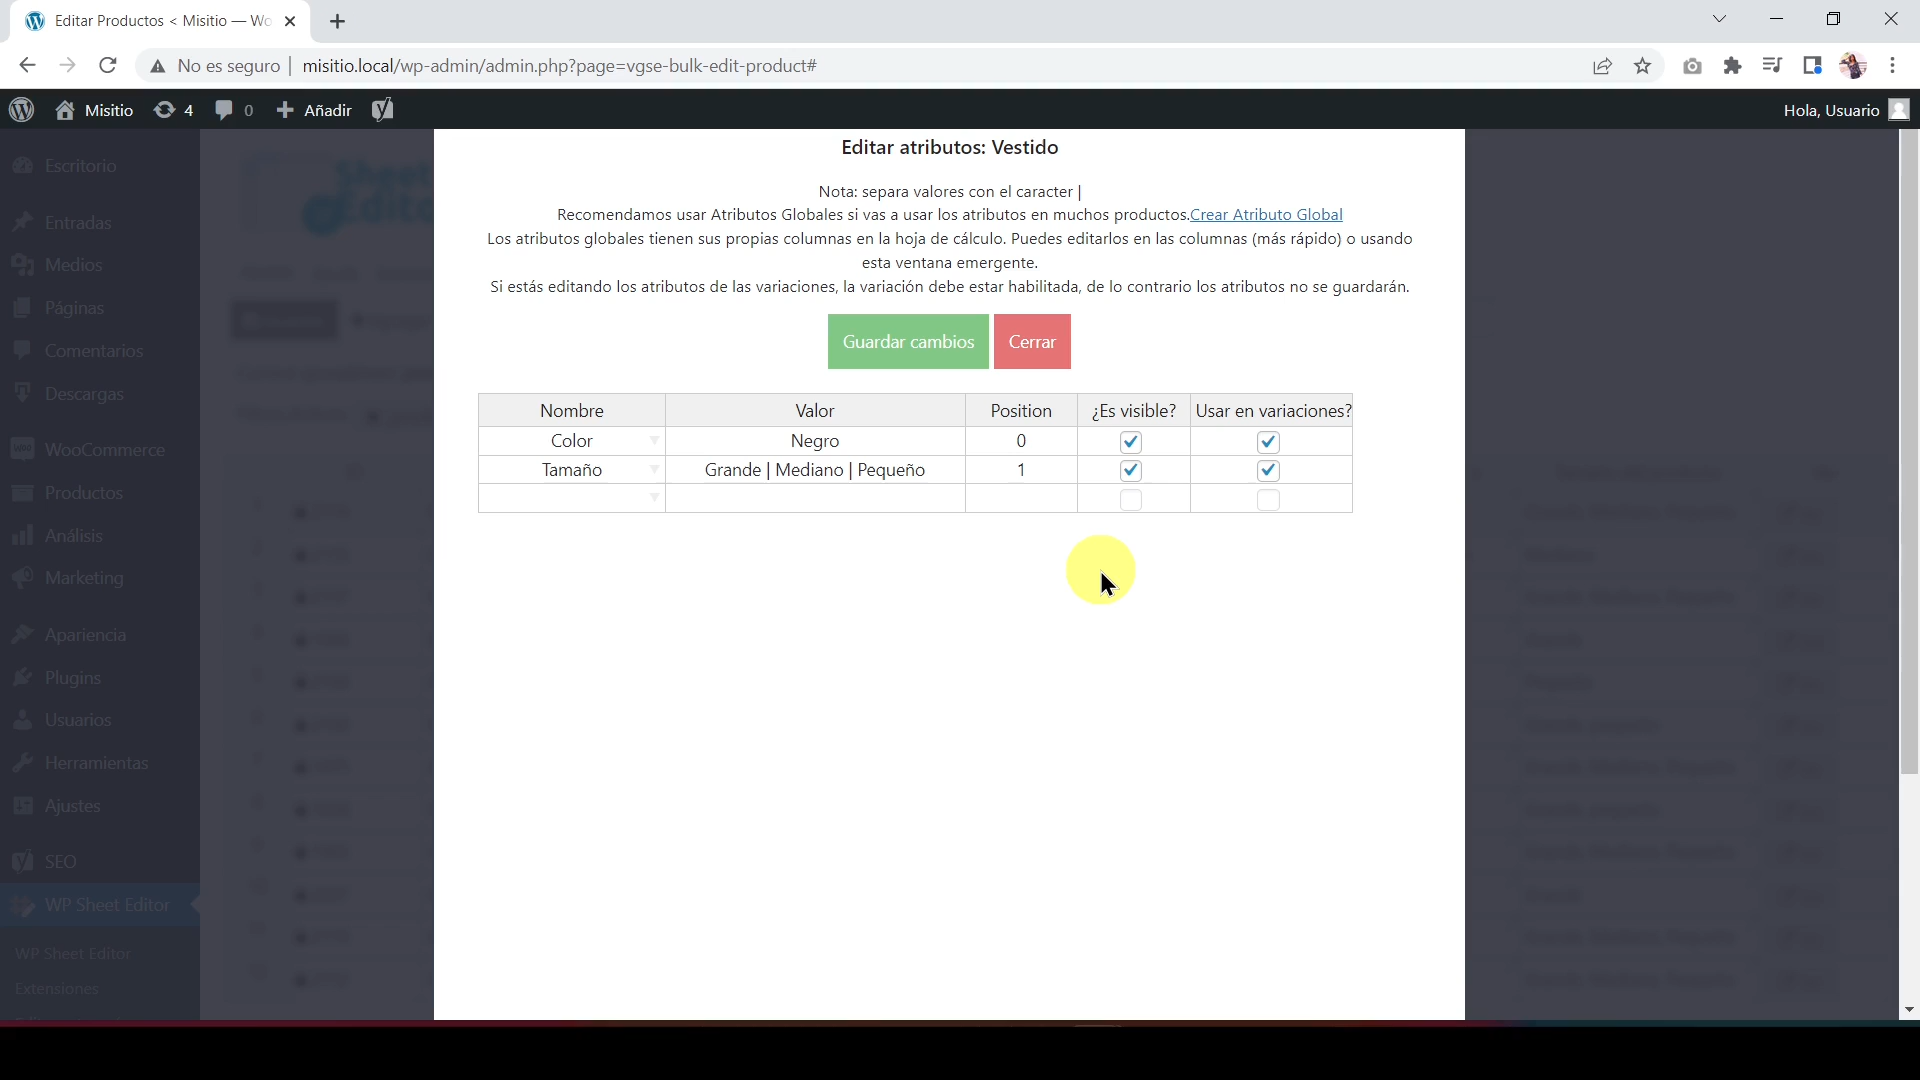 Editar Productos < Misitio — Wo
No es seguro
misitio.local/wp-admin/admin.php?page=vgse-bulk-edit-product#
Misitio
4
0
Añadir
Hola, Usuario
Escritorio
Entradas
Medios
Páginas
Comentarios
Descargas
WooCommerce
Productos
Análisis
Marketing
Apariencia
Plugins
Usuarios
Herramientas
Ajustes
SEO
WP Sheet Editor
WP Sheet Editor
Extensiones
Sheet
Edito
Editar atributos: Vestido
Nota: separa valores con el caracter |
Recomendamos usar Atributos Globales si vas a usar los atributos en muchos productos.Crear Atributo Global
Los atributos globales tienen sus propias columnas en la hoja de cálculo. Puedes editarlos en las columnas (más rápido) o usando
esta ventana emergente.
Si estás editando los atributos de las variaciones, la variación debe estar habilitada, de lo contrario los atributos no se guardarán.
Guardar cambios Cerrar
Nombre Valor Position ¿Es visible? Usar en variaciones?
Color Negro 0
Tamaño Grande | Mediano | Pequeño 1